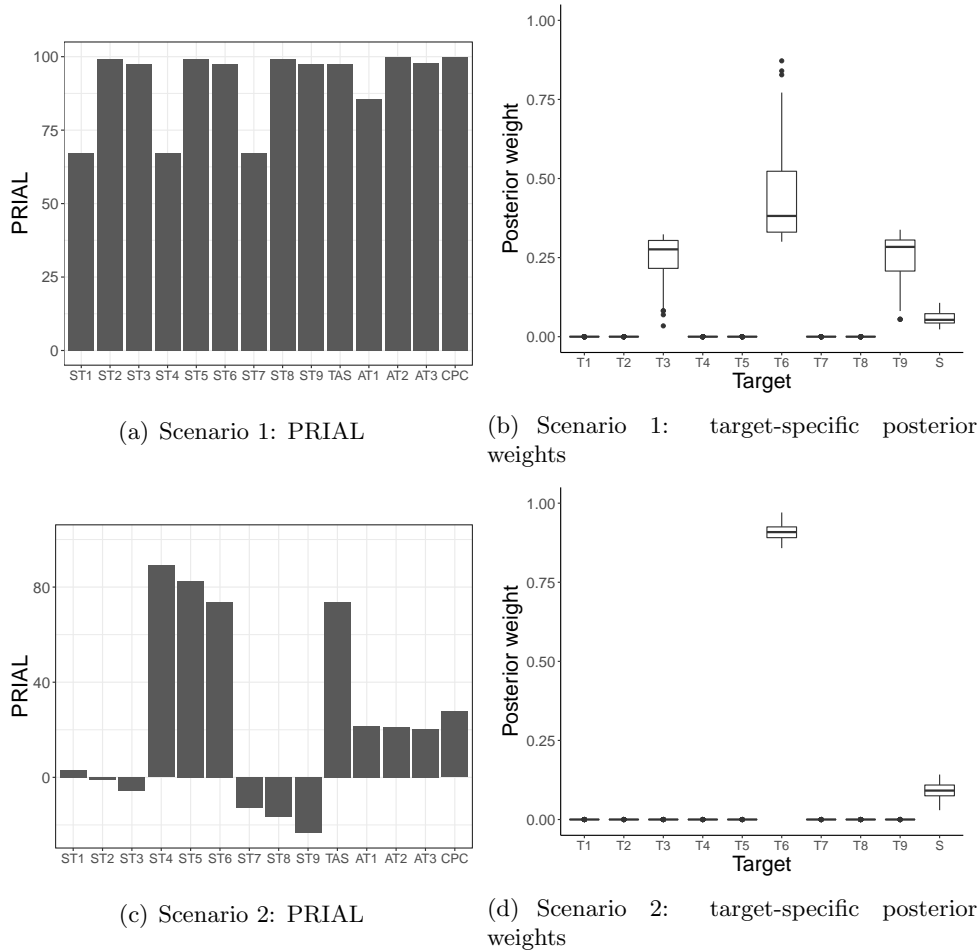 PRIAL
100
75
50
25
0
ST1 ST2 ST3 ST4 ST5 ST6 ST7 ST8 ST9 TAS AT1 AT2 AT3 CPC
(a) Scenario 1: PRIAL
Posterior weight
1.00
0.75
0.50
0.25
0.00
T1 T2 T3 T4 T5 T6 T7 T8 T9 S
Target
(b) Scenario 1: target-specific posterior
weights
PRIAL
80
40
0
ST1 ST2 ST3 ST4 ST5 ST6 ST7 ST8 ST9 TAS AT1 AT2 AT3 CPC
(c) Scenario 2: PRIAL
Posterior weight
1.00
0.75
0.50
0.25
0.00
T1 T2 T3 T4 T5 T6 T7 T8 T9 S
Target
(d) Scenario 2: target-specific posterior
weights